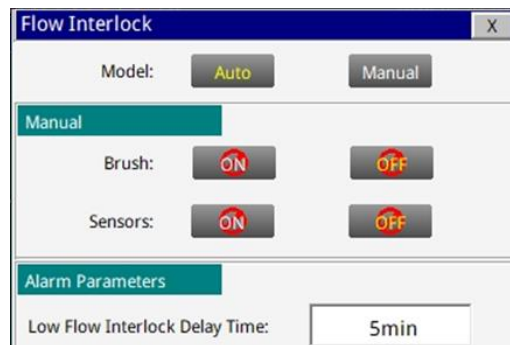 Flow Interlock X
Model: Auto Manual
Manual
Brush: ON OFF
Sensors: ON OFF
Alarm Parameters
Low Flow Interlock Delay Time: 5min